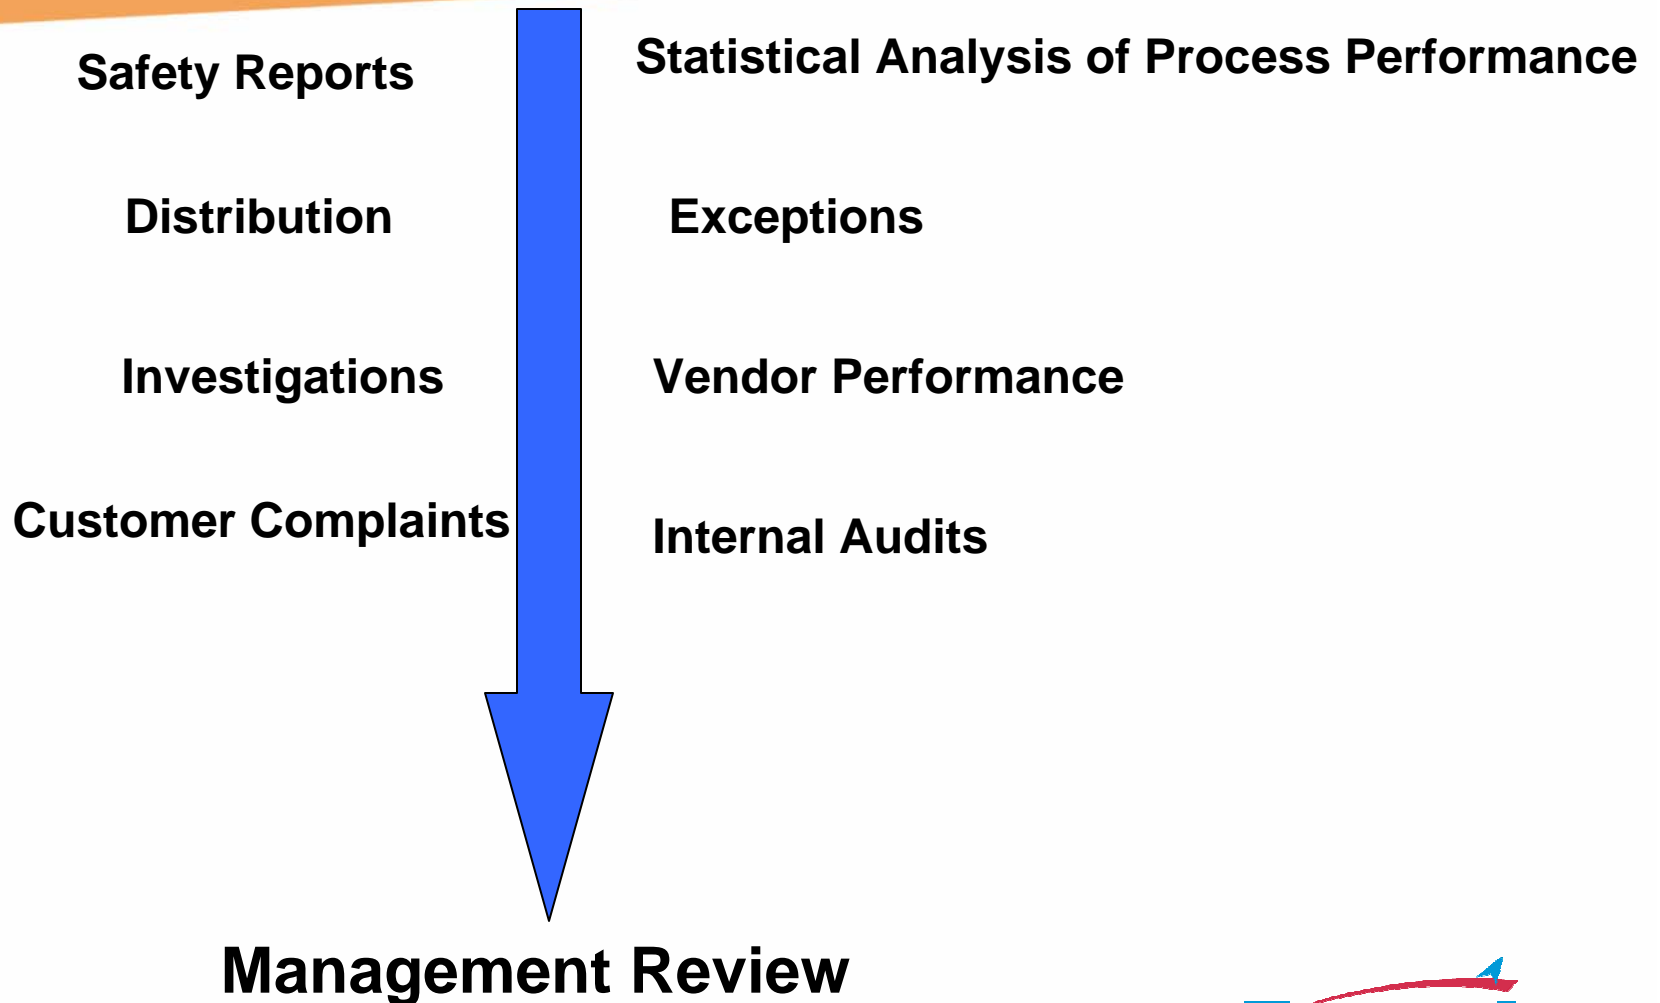 Safety Reports
Statistical Analysis of Process Performance
Distribution
Exceptions
Investigations
Vendor Performance
Customer Complaints
Internal Audits
Management Review